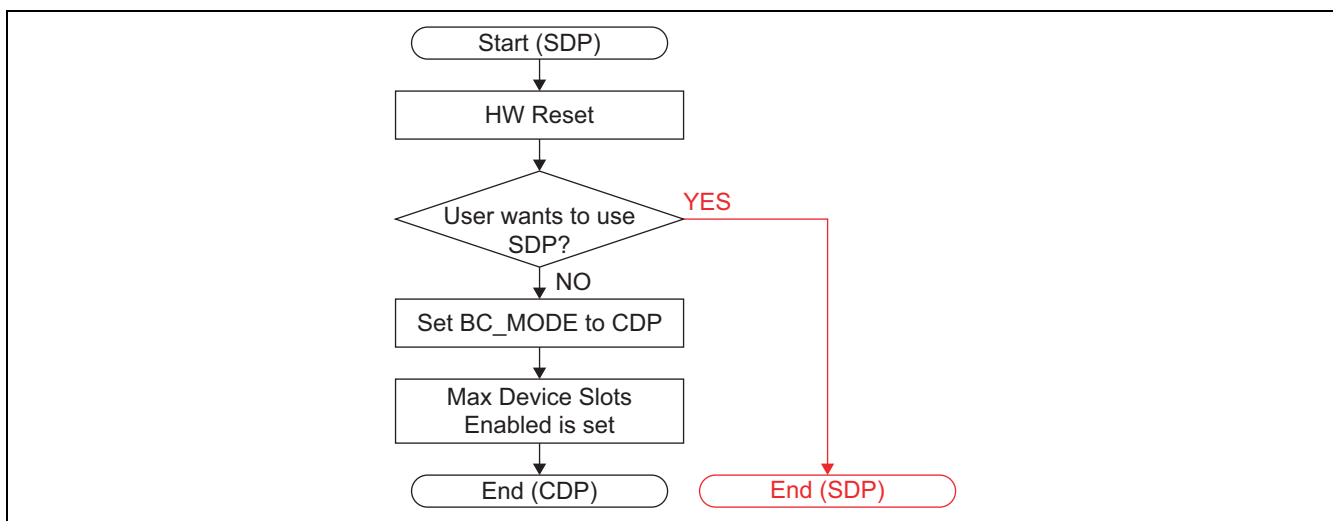 Start (SDP)
HW Reset
User wants to use
SDP?
YES
NO
Set BC_MODE to CDP
Max Device Slots
Enabled is set
End (CDP)
End (SDP)